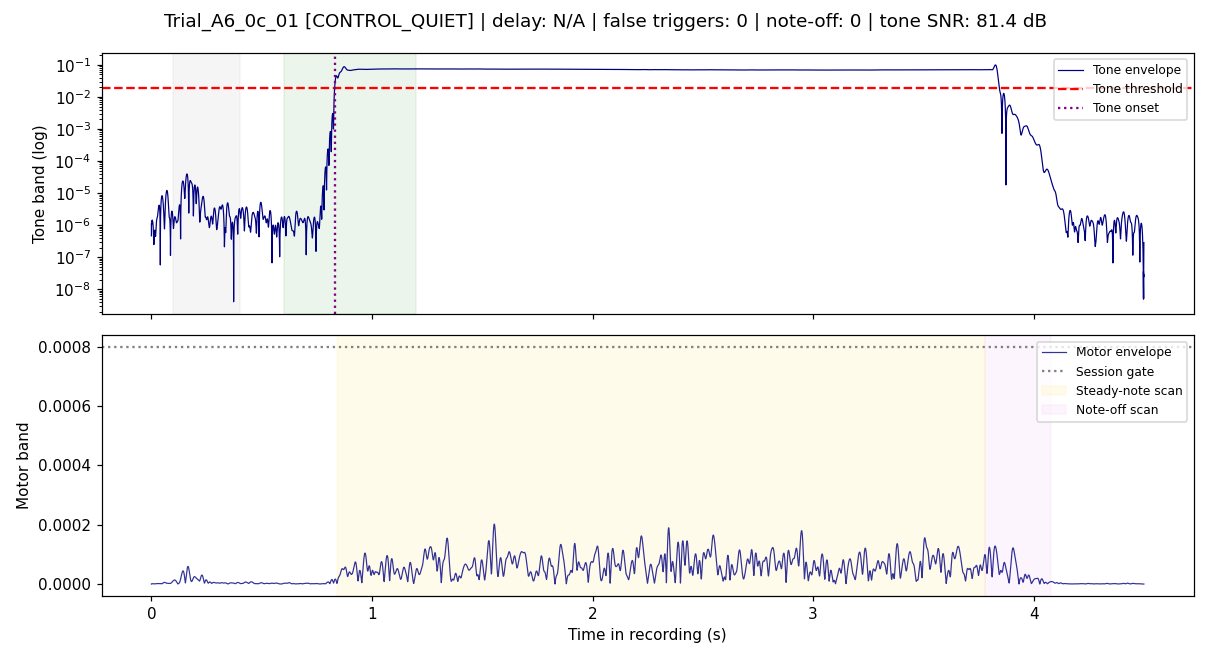 Trial_A6_0c_01 [CONTROL_QUIET] | delay: N/A | false triggers: 0 | note-off: 0 | tone SNR: 81.4 dB
Tone band (log)
10⁻¹
10⁻²
10⁻³
10⁻⁴
10⁻⁵
10⁻⁶
10⁻⁷
10⁻⁸
Tone envelope
Tone threshold
Tone onset
Motor band
0.0008
0.0006
0.0004
0.0002
0.0000
Motor envelope
Session gate
Steady-note scan
Note-off scan
0 1 2 3 4
Time in recording (s)